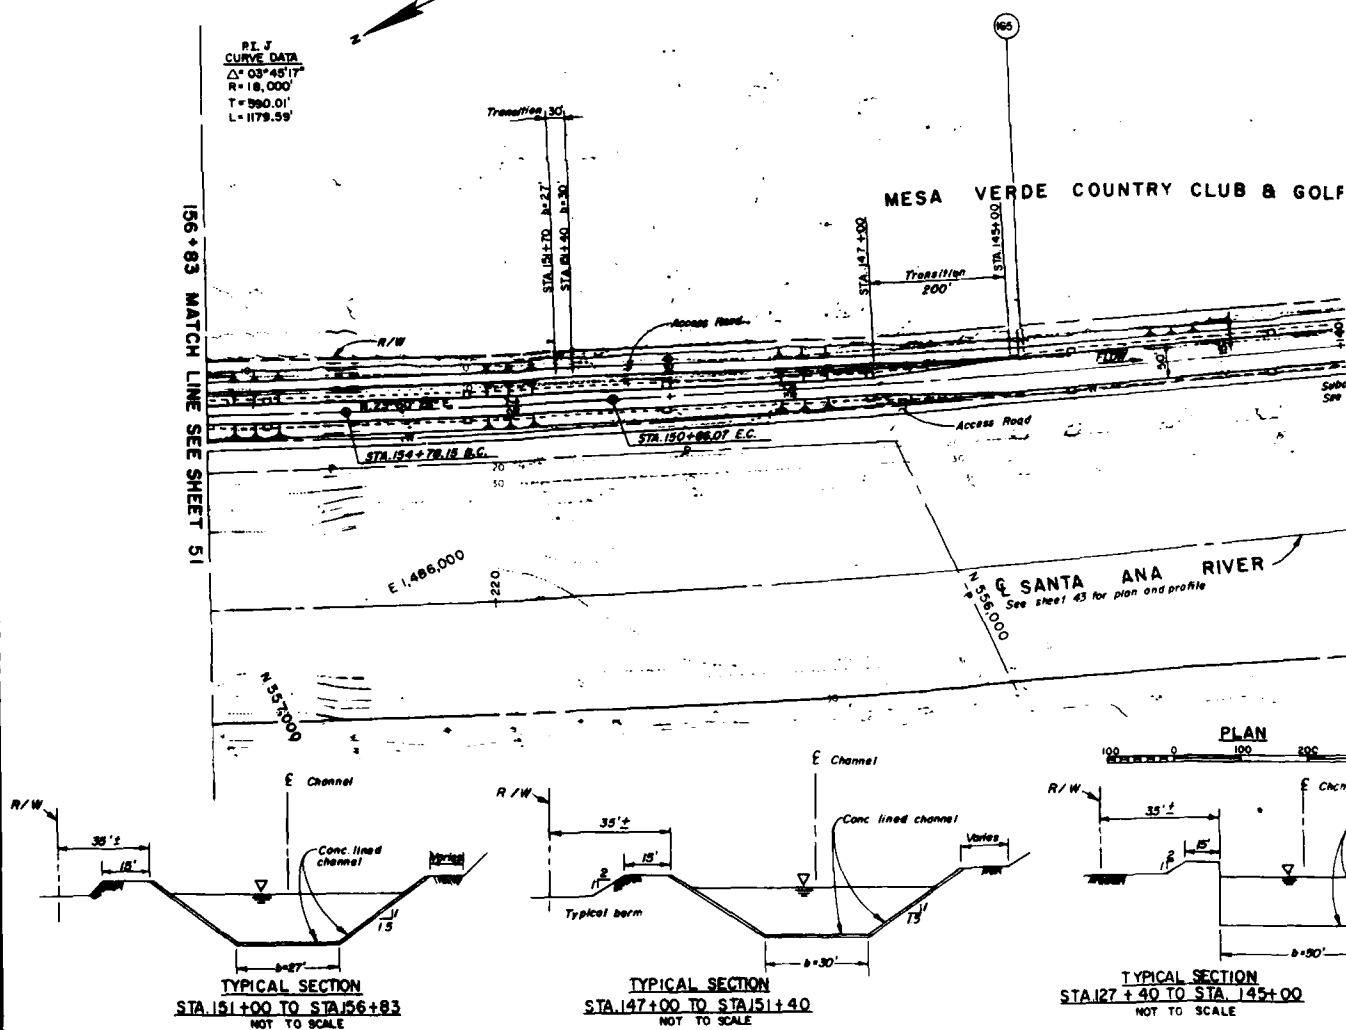 N
P.I. J
CURVE DATA
Δ= 03°45'17"
R=18,000'
T=590.01'
L=1179.59'
165
Transition 30'
STA.151+70 b=27'
STA.151+40 b=30'
MESA VERDE COUNTRY CLUB & GOLF
STA.147+00
Transition
200'
STA.145+00
156+83 MATCH LINE SEE SHEET 51
R/W
Access Road
FLOW
50'
STA.154+78.15 B.C.
STA.150+86.07 E.C.
Access Road
See
20
30
30
E 1,486,000
220
N 556,000
℄ SANTA ANA RIVER
See sheet 43 for plan and profile
N 557,000
PLAN
100 0 100 200
R/W
℄ Channel
35'±
15'
Conc. lined
channel
Varies
1
1.5
b=27'
TYPICAL SECTION
STA.151+00 TO STA.156+83
NOT TO SCALE
R/W
℄ Channel
35'±
15'
2
1
Typical berm
Conc lined channel
Varies
1
1.5
b=30'
TYPICAL SECTION
STA.147+00 TO STA.151+40
NOT TO SCALE
R/W
35'±
15'
2
1
℄
b=50'
TYPICAL SECTION
STA.127 + 40 TO STA. 145+00
NOT TO SCALE